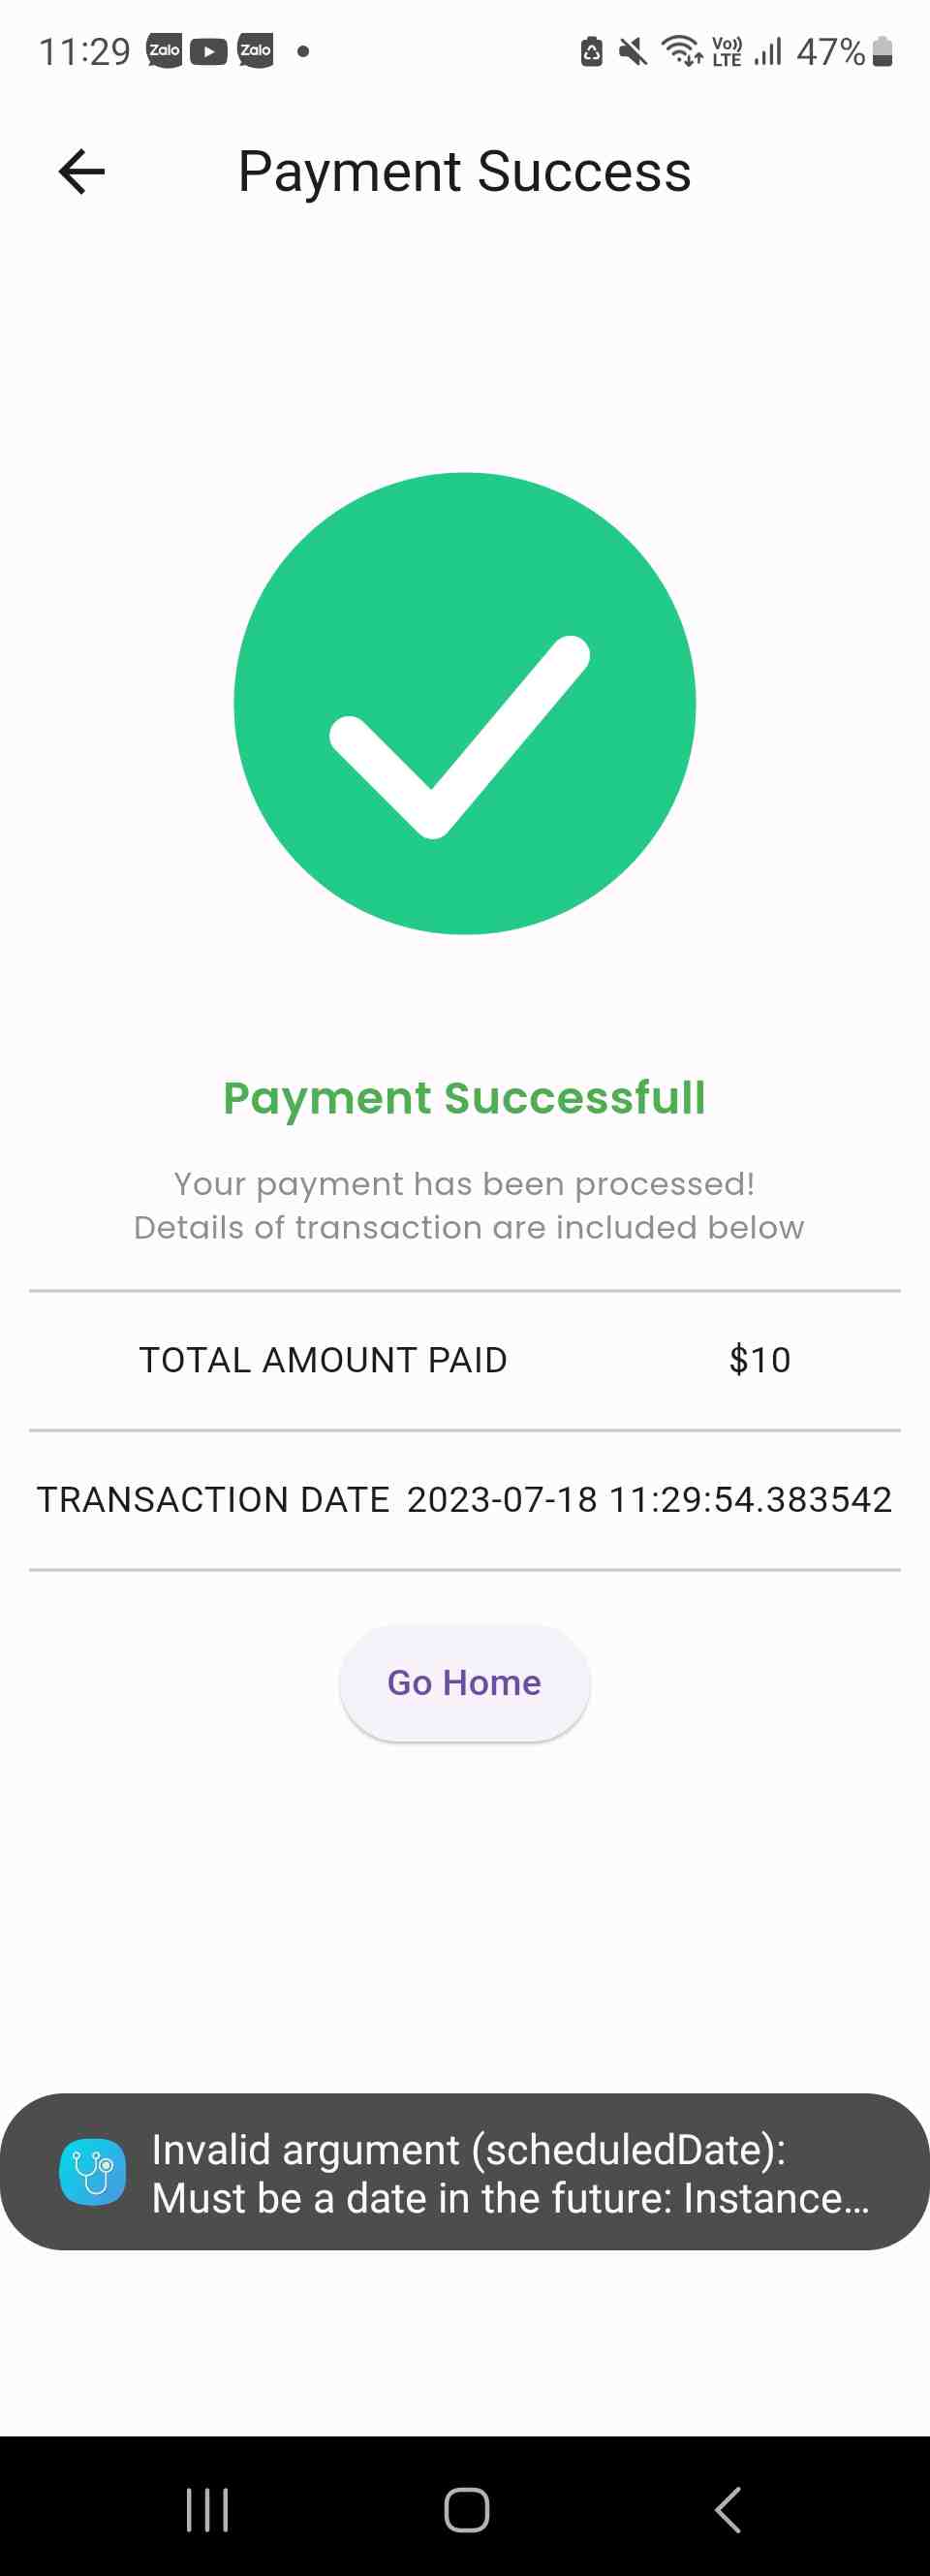 11:29 Zalo Zalo Vo)) LTE 47%
Payment Success
Payment Successfull
Your payment has been processed!
Details of transaction are included below
TOTAL AMOUNT PAID $10
TRANSACTION DATE 2023-07-18 11:29:54.383542
Go Home
Invalid argument (scheduledDate):
Must be a date in the future: Instance...